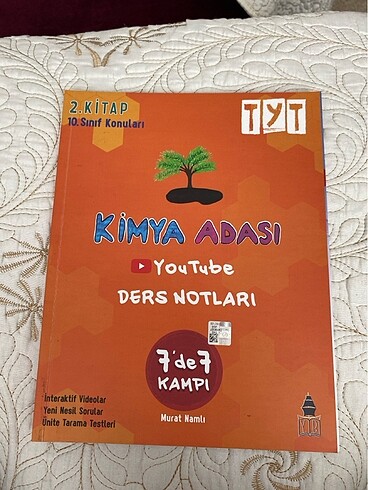 2.KİTAP
10.Sınıf Konuları
TYT
KİMYA ADASI
YouTube
DERS NOTLARI
7'de 7
KAMPI
İnteraktif Videolar
Yeni Nesil Sorular
Ünite Tarama Testleri
Murat Namlı